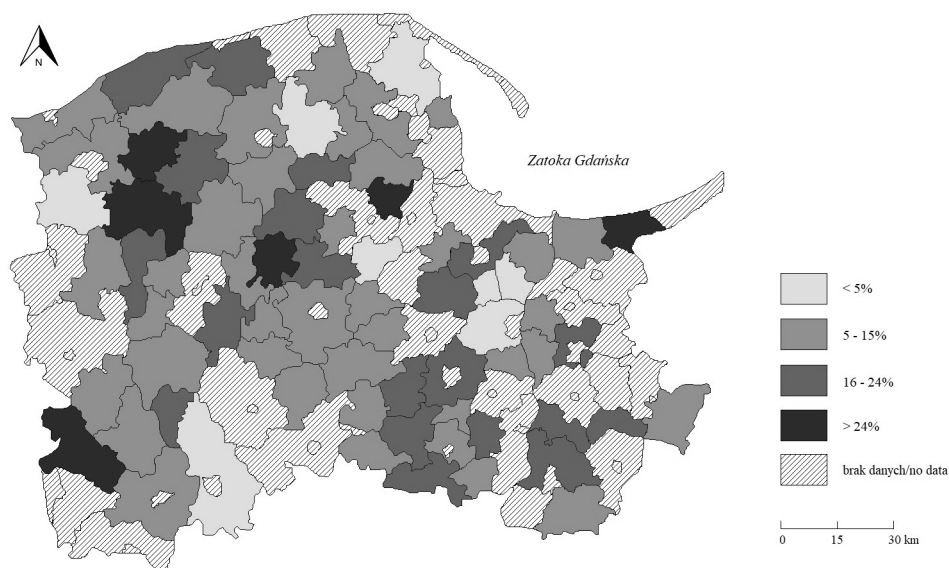 N
Zatoka Gdańska
< 5%
5 - 15%
16 - 24%
> 24%
brak danych/no data
0 15 30 km